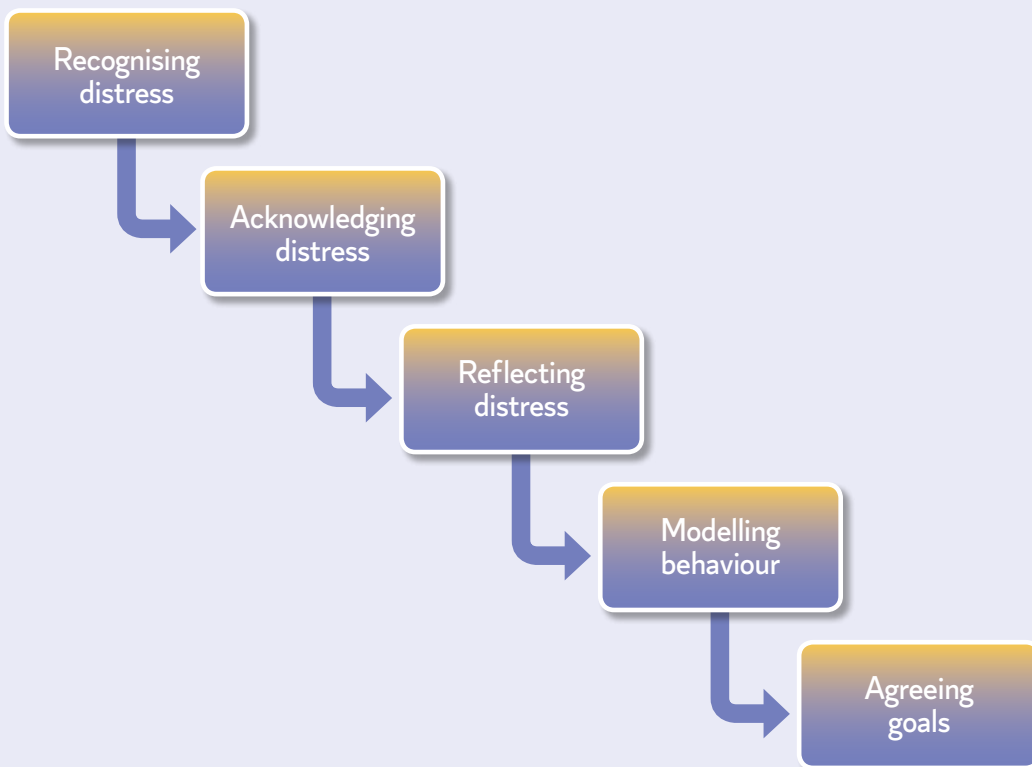 Recognising
distress
Acknowledging
distress
Reflecting
distress
Modelling
behaviour
Agreeing
goals